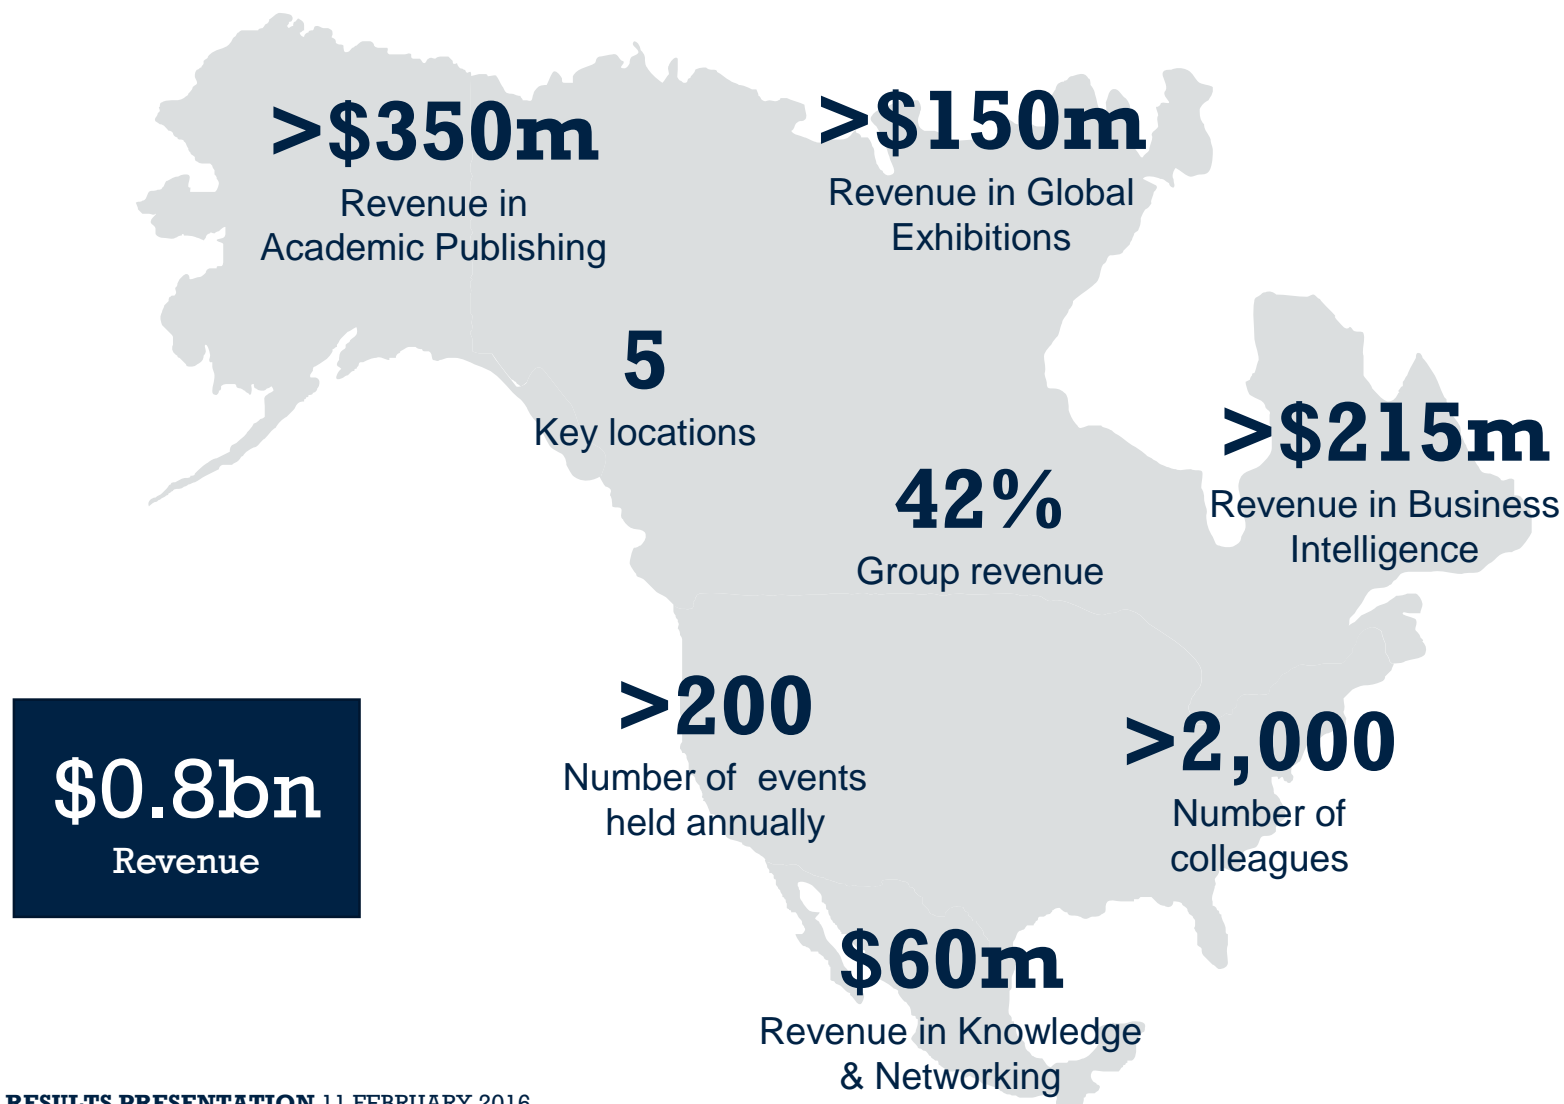 >$350m
Revenue in
Academic Publishing
>$150m
Revenue in Global
Exhibitions
5
Key locations
>$215m
Revenue in Business
Intelligence
42%
Group revenue
>200
Number of events
held annually
>2,000
Number of
colleagues
$0.8bn
Revenue
$60m
Revenue in Knowledge
& Networking
RESULTS PRESENTATION 11 FEBRUARY 2016